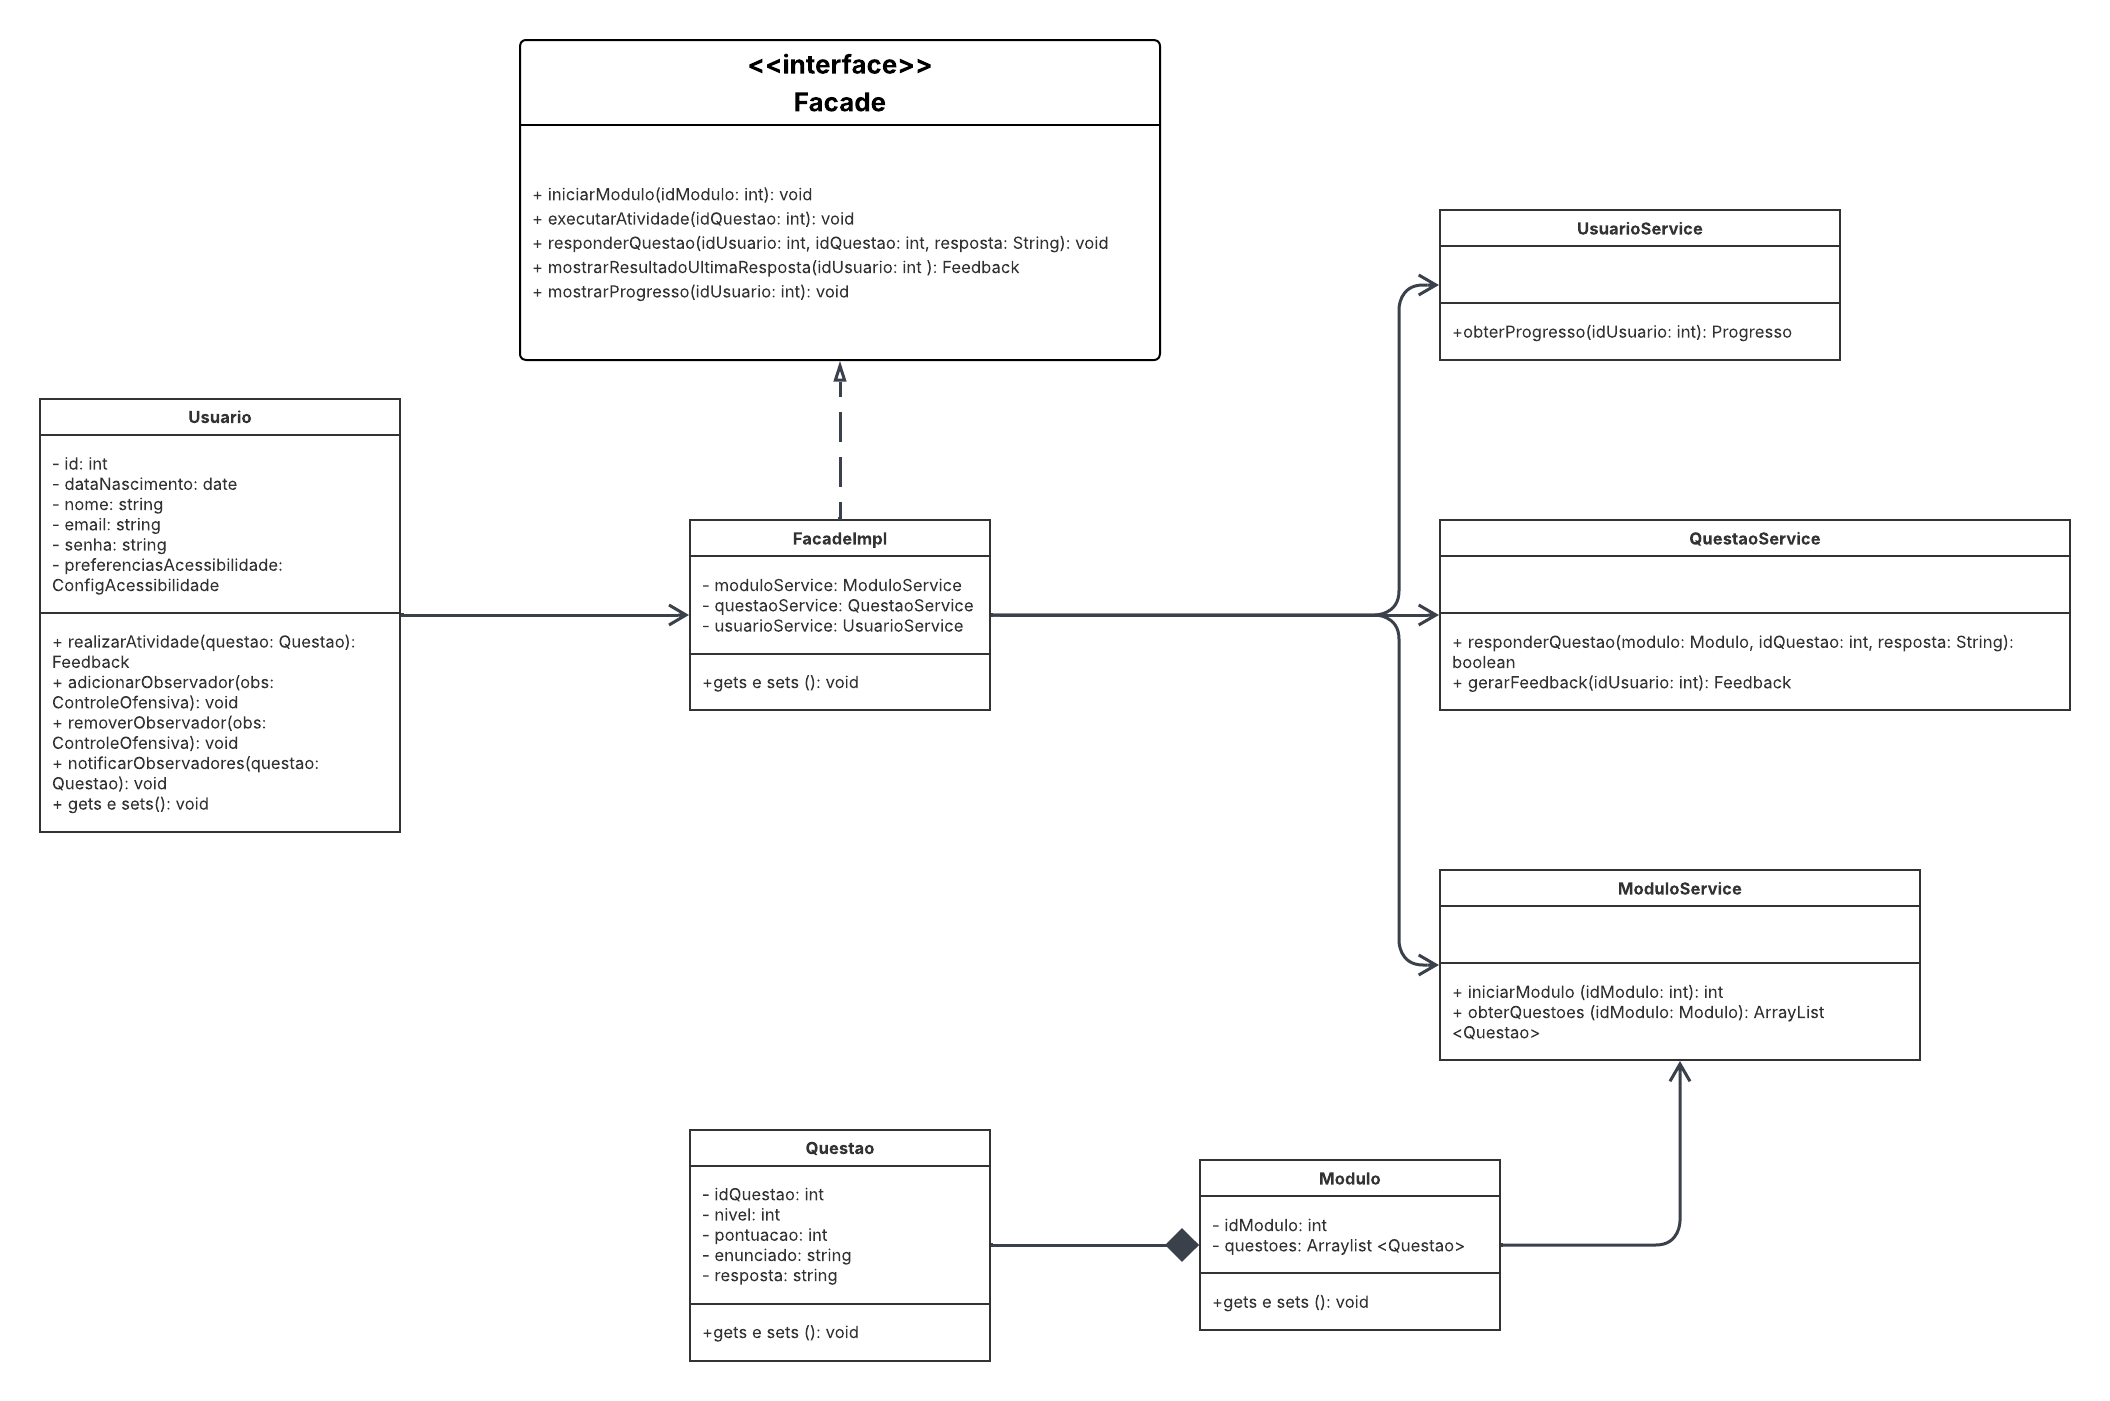 <<interface>>
Facade
+ iniciarModulo(idModulo: int): void
+ executarAtividade(idQuestao: int): void
+ responderQuestao(idUsuario: int, idQuestao: int, resposta: String): void
+ mostrarResultadoUltimaResposta(idUsuario: int ): Feedback
+ mostrarProgresso(idUsuario: int): void
UsuarioService
+obterProgresso(idUsuario: int): Progresso
Usuario
- id: int
- dataNascimento: date
- nome: string
- email: string
- senha: string
- preferenciasAcessibilidade:
ConfigAcessibilidade
+ realizarAtividade(questao: Questao):
Feedback
+ adicionarObservador(obs:
ControleOfensiva): void
+ removerObservador(obs:
ControleOfensiva): void
+ notificarObservadores(questao:
Questao): void
+ gets e sets(): void
FacadeImpl
- moduloService: ModuloService
- questaoService: QuestaoService
- usuarioService: UsuarioService
+gets e sets (): void
QuestaoService
+ responderQuestao(modulo: Modulo, idQuestao: int, resposta: String):
boolean
+ gerarFeedback(idUsuario: int): Feedback
ModuloService
+ iniciarModulo (idModulo: int): int
+ obterQuestoes (idModulo: Modulo): ArrayList
<Questao>
Questao
- idQuestao: int
- nivel: int
- pontuacao: int
- enunciado: string
- resposta: string
+gets e sets (): void
Modulo
- idModulo: int
- questoes: Arraylist <Questao>
+gets e sets (): void